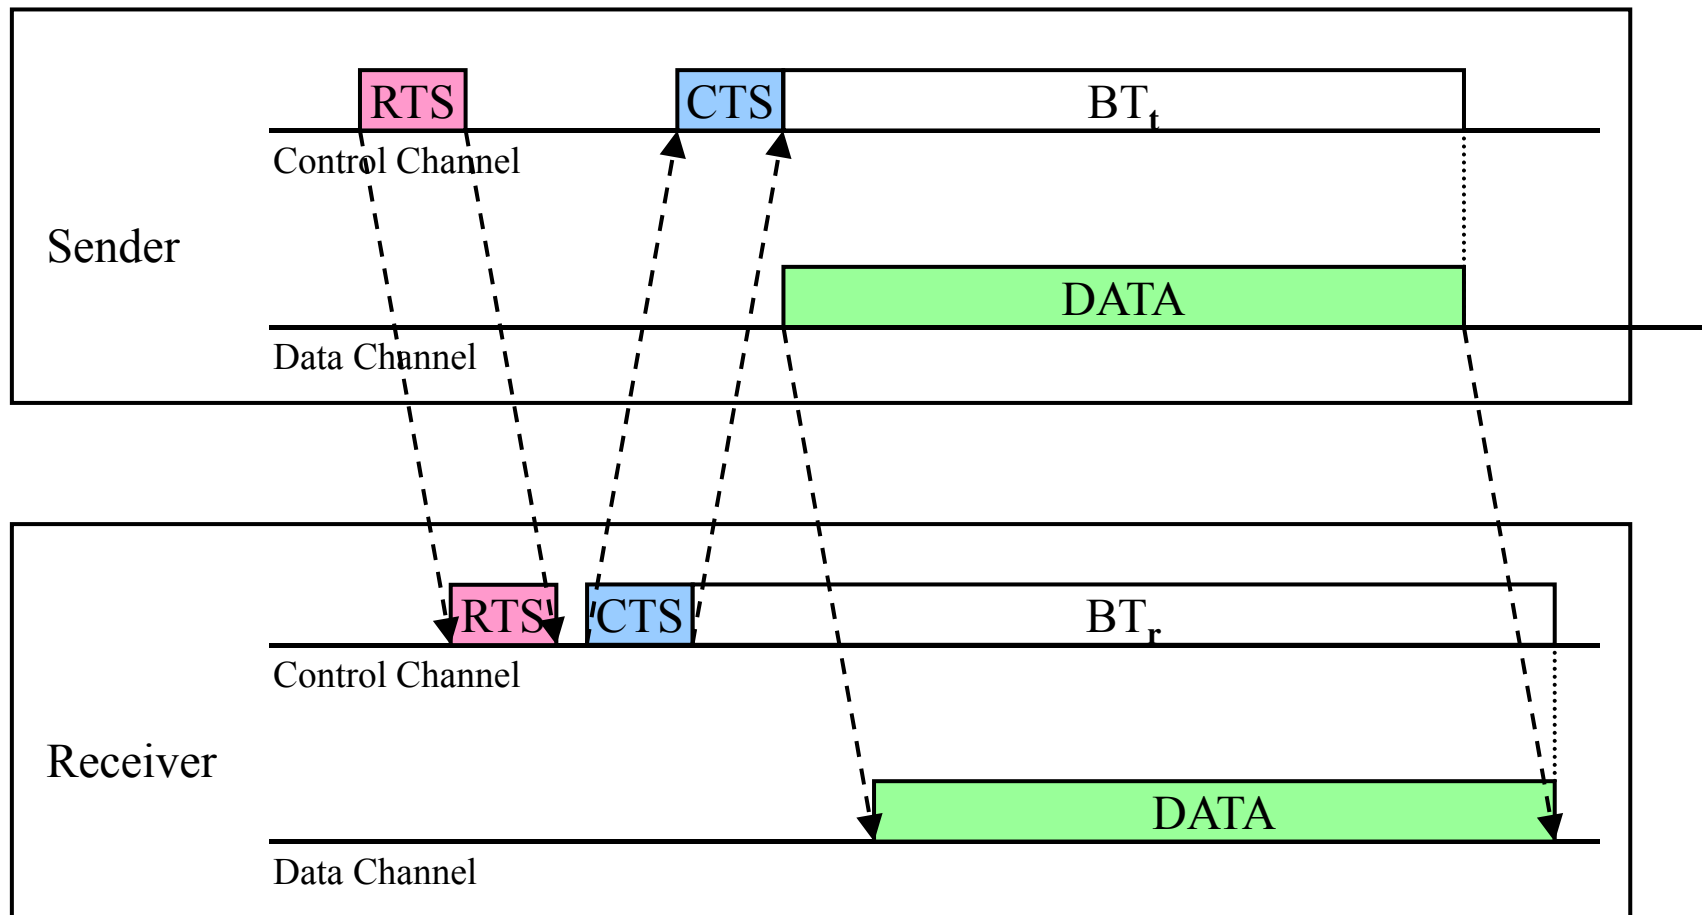 RTS
CTS
BTt
Control Channel
Sender
DATA
Data Channel
RTS
CTS
BTr
Control Channel
Receiver
DATA
Data Channel